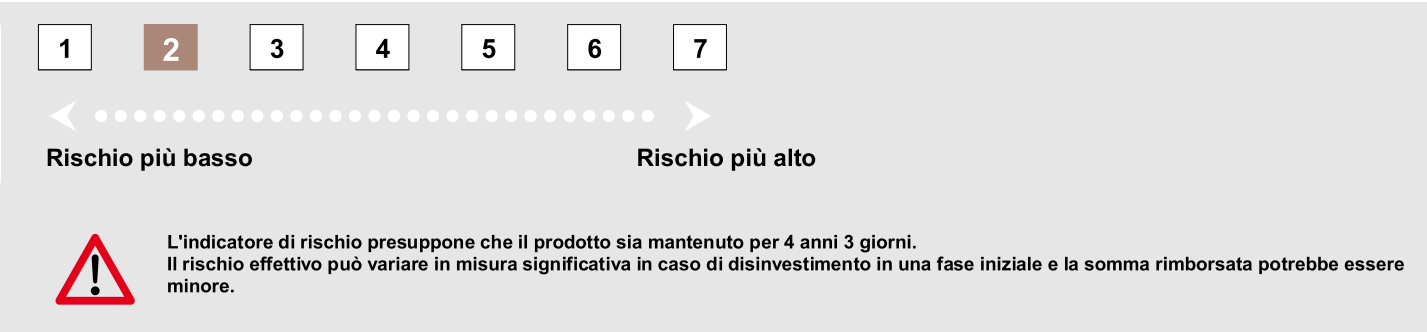 1 2 3 4 5 6 7
Rischio più basso Rischio più alto
L'indicatore di rischio presuppone che il prodotto sia mantenuto per 4 anni 3 giorni.
Il rischio effettivo può variare in misura significativa in caso di disinvestimento in una fase iniziale e la somma rimborsata potrebbe essere
minore.